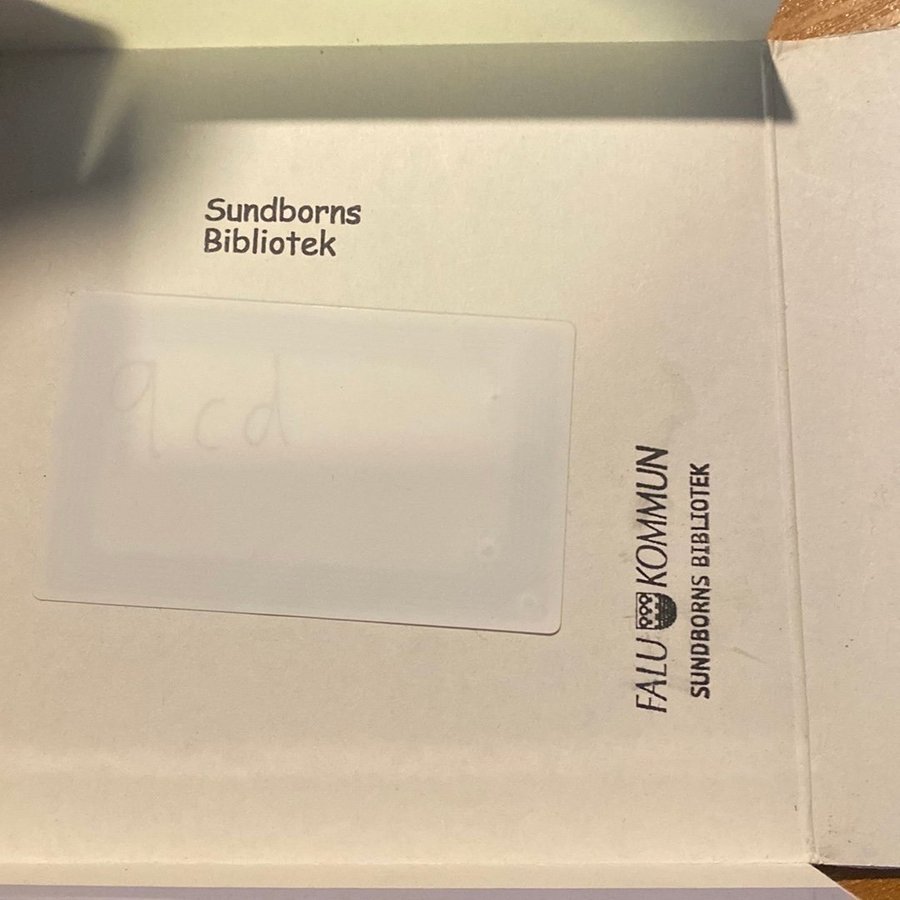 Sundborns
Bibliotek
9cd
FALU KOMMUN
SUNDBORNS BIBLIOTEK